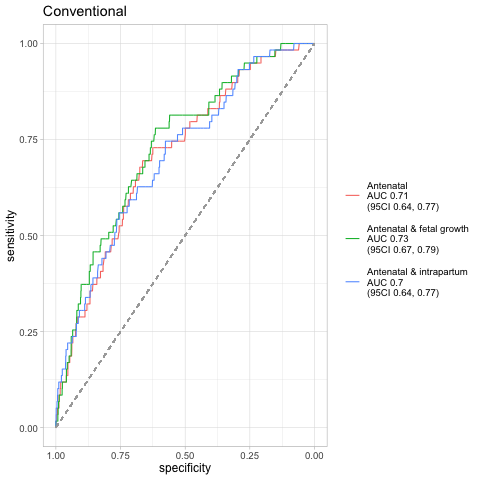 Conventional
1.00
0.75
0.50
0.25
0.00
sensitivity
1.00
0.75
0.50
0.25
0.00
specificity
Antenatal
AUC 0.71
(95CI 0.64, 0.77)
Antenatal & fetal growth
AUC 0.73
(95CI 0.67, 0.79)
Antenatal & intrapartum
AUC 0.7
(95CI 0.64, 0.77)